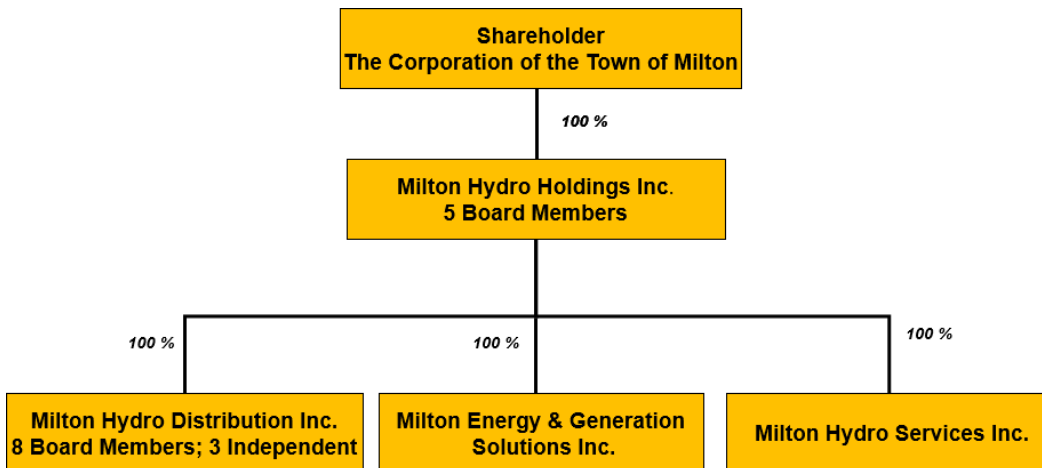 Shareholder
The Corporation of the Town of Milton
100 %
Milton Hydro Holdings Inc.
5 Board Members
100 %
100 %
100 %
Milton Hydro Distribution Inc.
8 Board Members; 3 Independent
Milton Energy & Generation
Solutions Inc.
Milton Hydro Services Inc.